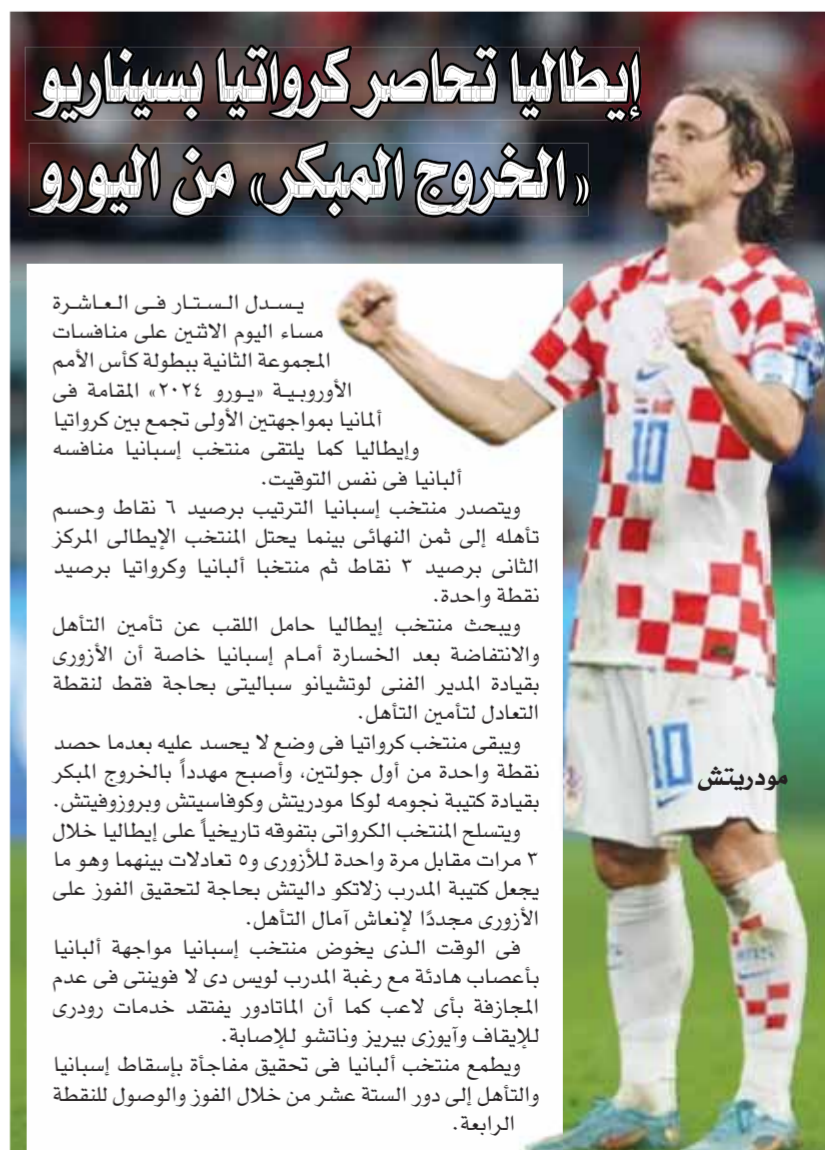 إيطاليا تحاصر كرواتيا بسيناريو
«الخروج المبكر» من اليورو
يسدل الستار فى العاشرة
مساء اليوم الاثنين على منافسات
المجموعة الثانية ببطولة كأس الأمم
الأوروبية «يورو ٢٠٢٤» المقامة فى
ألمانيا بمواجهتين الأولى تجمع بين كرواتيا
وإيطاليا كما يلتقى منتخب إسبانيا منافسه
ألبانيا فى نفس التوقيت.
ويتصدر منتخب إسبانيا الترتيب برصيد ٦ نقاط وحسم
تأهله إلى ثمن النهائى بينما يحتل المنتخب الإيطالى المركز
الثانى برصيد ٣ نقاط ثم منتخبا ألبانيا وكرواتيا برصيد
نقطة واحدة.
ويبحث منتخب إيطاليا حامل اللقب عن تأمين التأهل
والانتفاضة بعد الخسارة أمام إسبانيا خاصة أن الأزورى
بقيادة المدير الفنى لوتشيانو سباليتى بحاجة فقط لنقطة
التعادل لتأمين التأهل.
ويبقى منتخب كرواتيا فى وضع لا يحسد عليه بعدما حصد
نقطة واحدة من أول جولتين، وأصبح مهدداً بالخروج المبكر
بقيادة كتيبة نجومه لوكا مودريتش وكوفاسيتش وبروزوفيتش.
ويتسلح المنتخب الكرواتى بتفوقه تاريخياً على إيطاليا خلال
٣ مرات مقابل مرة واحدة للأزورى و٥ تعادلات بينهما وهو ما
يجعل كتيبة المدرب زلاتكو داليتش بحاجة لتحقيق الفوز على
الأزورى مجددًا لإنعاش آمال التأهل.
فى الوقت الذى يخوض منتخب إسبانيا مواجهة ألبانيا
بأعصاب هادئة مع رغبة المدرب لويس دى لا فوينتى فى عدم
المجازفة بأى لاعب كما أن الماتادور يفتقد خدمات رودرى
للإيقاف وآيوزى بيريز وناتشو للإصابة.
ويطمع منتخب ألبانيا فى تحقيق مفاجأة بإسقاط إسبانيا
والتأهل إلى دور الستة عشر من خلال الفوز والوصول للنقطة
الرابعة.
10
10
مودريتش